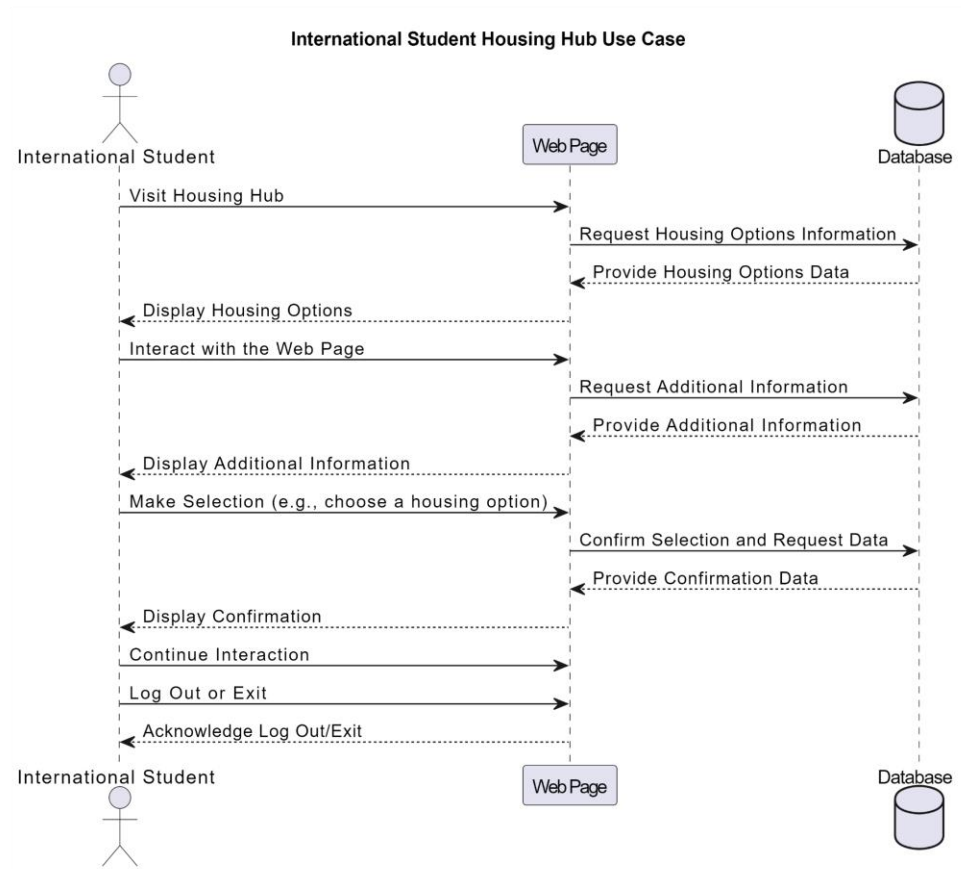 International Student Housing Hub Use Case
International Student
Web Page
Database
Visit Housing Hub
Request Housing Options Information
Provide Housing Options Data
Display Housing Options
Interact with the Web Page
Request Additional Information
Provide Additional Information
Display Additional Information
Make Selection (e.g., choose a housing option)
Confirm Selection and Request Data
Provide Confirmation Data
Display Confirmation
Continue Interaction
Log Out or Exit
Acknowledge Log Out/Exit
International Student
Web Page
Database